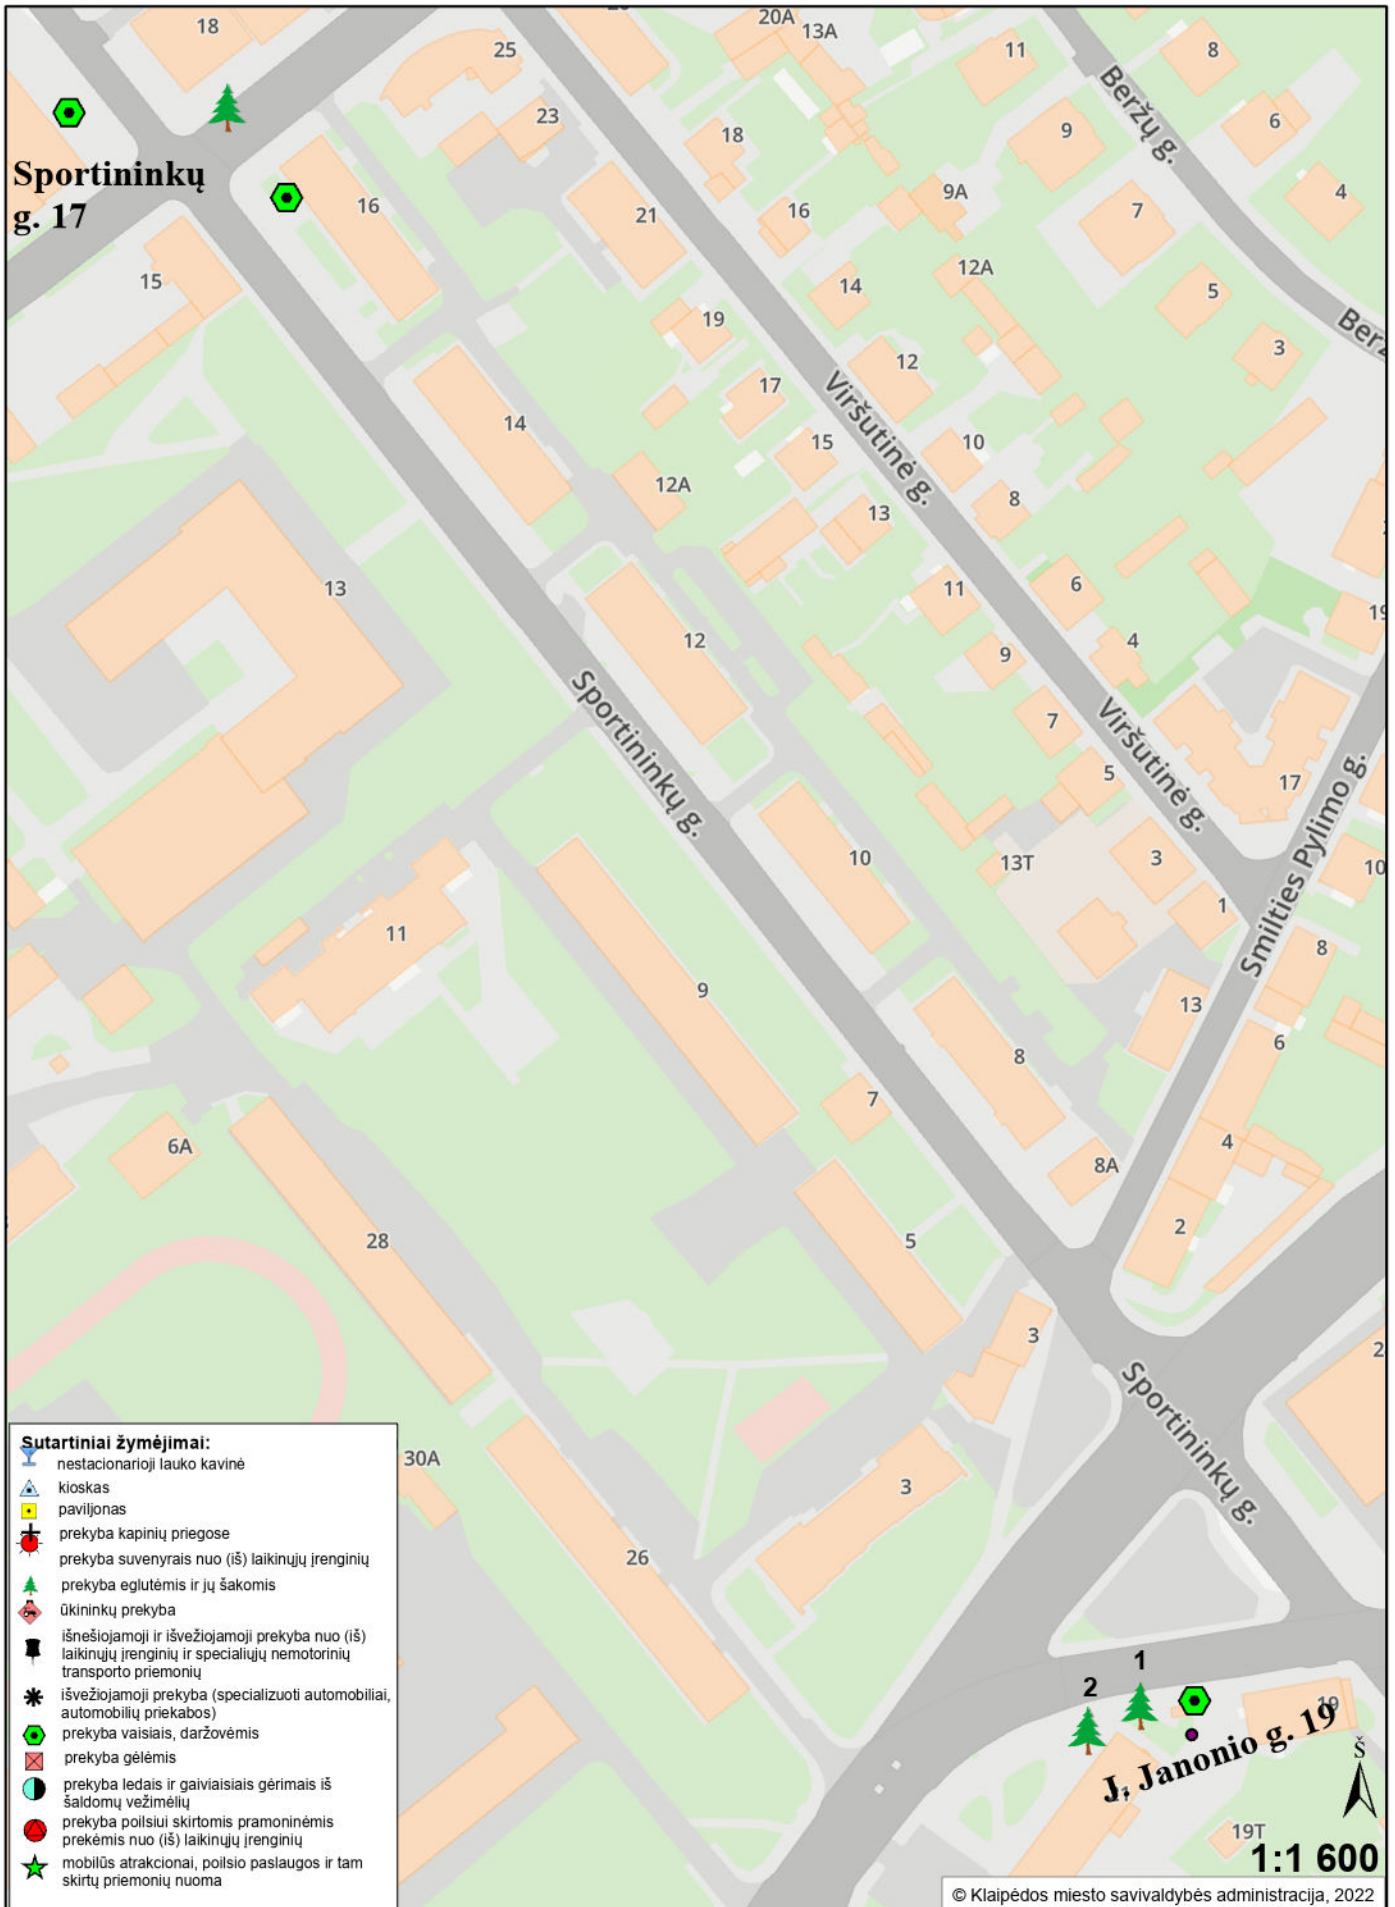 18
25
20A
13A
11
8
Beržų g.
23
18
9
6
Sportininkų
g. 17
16
21
16
9A
7
4
15
14
12A
5
Berž
19
12
3
17
14
Viršutinė g.
15
10
12A
13
8
13
11
6
12
4
19
9
Sportininkų g.
7
Viršutinė g.
5
17
Smilties Pylimo g.
10
13T
3
10
11
1
8
9
13
6
8
7
6A
4
8A
28
5
2
3
2
Sportininkų g.
30A
3
26
1
2
19
J. Janonio g. 19
Š
19T
1:1 600
Sutartiniai žymėjimai:
nestacionarioji lauko kavinė
kioskas
paviljonas
prekyba kapinių priegose
prekyba suvenyrais nuo (iš) laikinųjų įrenginių
prekyba eglutėmis ir jų šakomis
ūkininkų prekyba
išnešiojamoji ir išvežiojamoji prekyba nuo (iš)
laikinųjų įrenginių ir specialiųjų nemotorinių
transporto priemonių
išvežiojamoji prekyba (specializuoti automobiliai,
automobilių priekabos)
prekyba vaisiais, daržovėmis
prekyba gėlėmis
prekyba ledais ir gaiviaisiais gėrimais iš
šaldomų vežimėlių
prekyba poilsiui skirtomis pramoninėmis
prekėmis nuo (iš) laikinųjų įrenginių
mobilūs atrakcionai, poilsio paslaugos ir tam
skirtų priemonių nuoma
© Klaipėdos miesto savivaldybės administracija, 2022